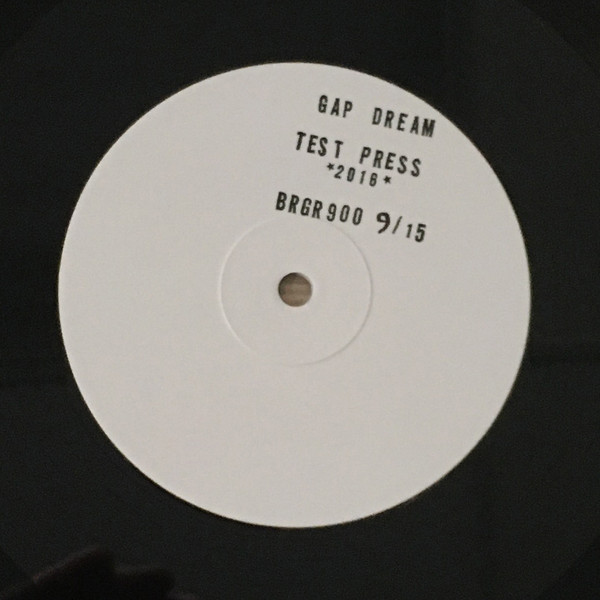 GAP DREAM
TEST PRESS
*2016*
BRGR900 9/15